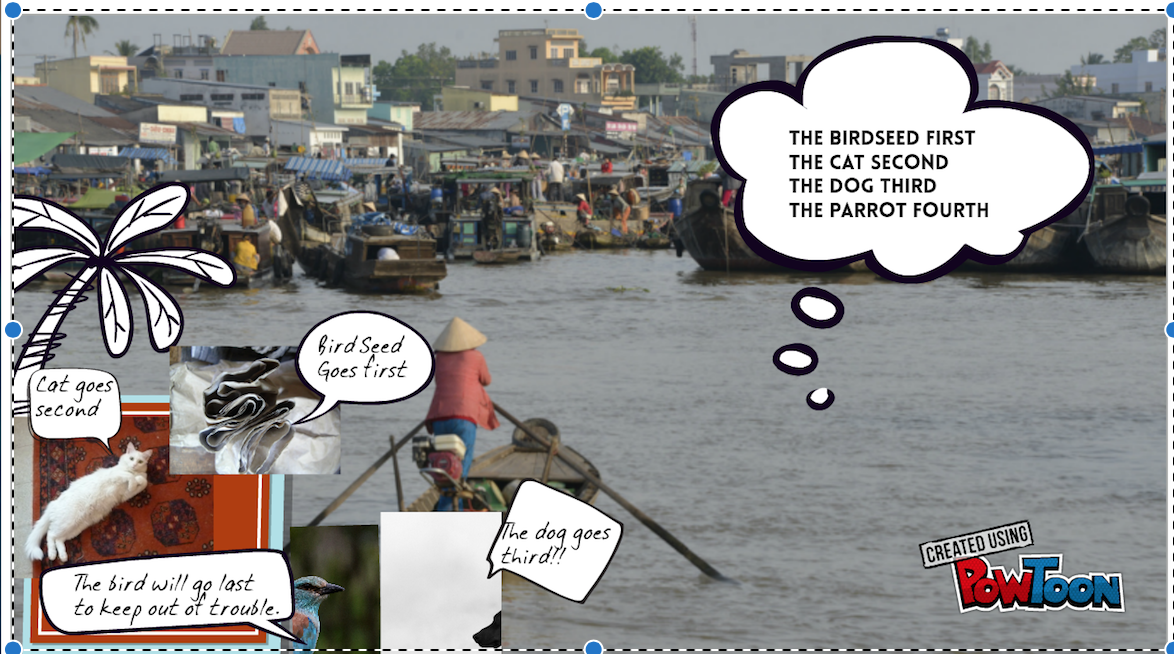 THE BIRDSEED FIRST
THE CAT SECOND
THE DOG THIRD
THE PARROT FOURTH
Bird Seed
Goes first
Cat goes
second
The dog goes
third!!
The bird will go last
to keep out of trouble.
CREATED USING
POWTOON